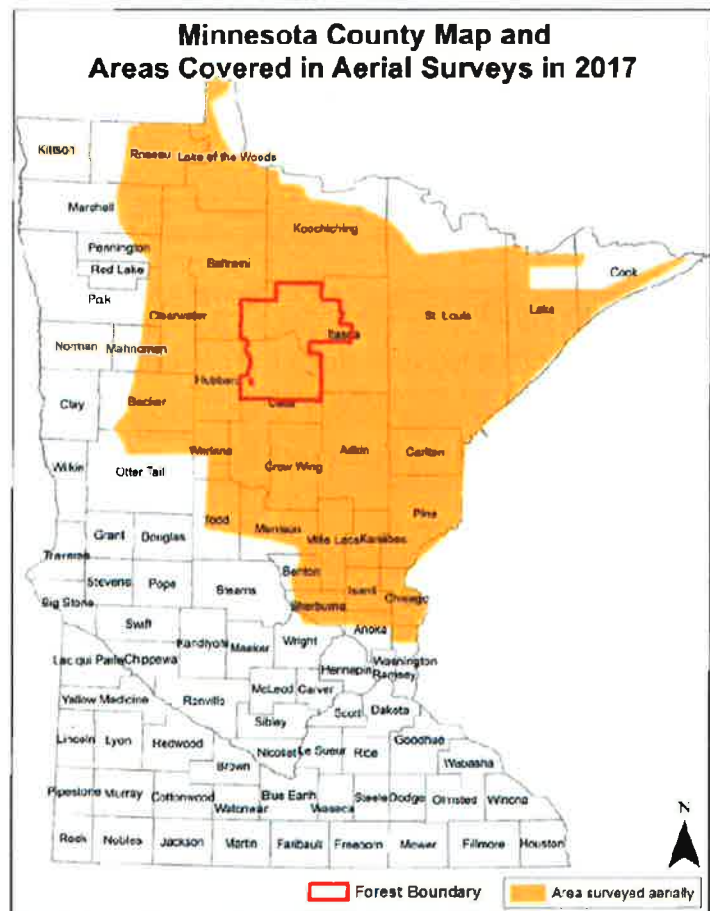 Minnesota County Map and
Areas Covered in Aerial Surveys in 2017
Kittson
Roseau
Lake of the Woods
Marshall
Koochiching
Pennington
Beltrami
Red Lake
Cook
Polk
Clearwater
Itasca
St. Louis
Lake
Norman
Mahnomen
Hubbard
Clay
Becker
Cass
Wadena
Aitkin
Carlton
Wilkin
Otter Tail
Crow Wing
Todd
Pine
Grant
Douglas
Morrison
Mille Lacs
Kanabec
Traverse
Benton
Stevens
Pope
Stearns
Isanti
Chisago
Big Stone
Sherburne
Swift
Anoka
Kandiyohi
Meeker
Wright
Washington
Lac qui Parle
Chippewa
Hennepin
Ramsey
Yellow Medicine
Renville
McLeod
Carver
Scott
Dakota
Sibley
Lincoln
Lyon
Redwood
Nicollet
Le Sueur
Rice
Goodhue
Wabasha
Brown
Pipestone
Murray
Cottonwood
Watonwan
Blue Earth
Waseca
Steele
Dodge
Olmsted
Winona
Rock
Nobles
Jackson
Martin
Faribault
Freeborn
Mower
Fillmore
Houston
N
Forest Boundary
Area surveyed aerially